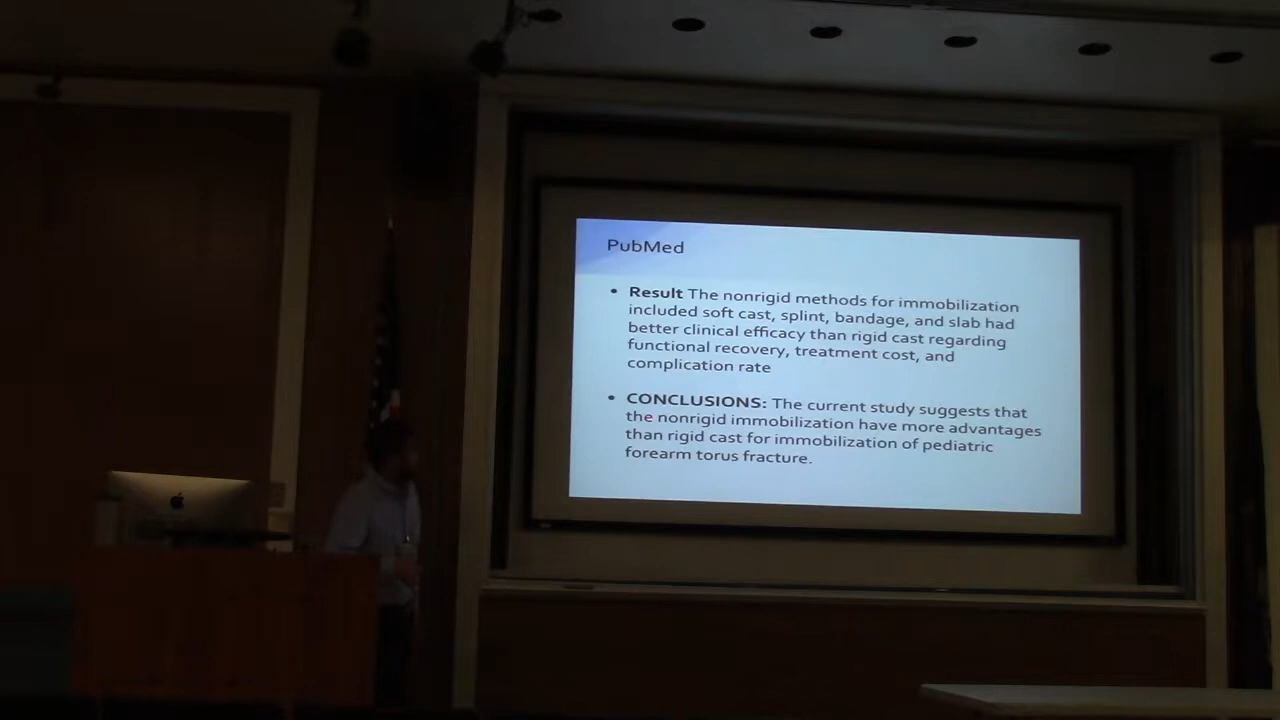 PubMed
• Result The nonrigid methods for immobilization
included soft cast, splint, bandage, and slab had
better clinical efficacy than rigid cast regarding
functional recovery, treatment cost, and
complication rate
• CONCLUSIONS: The current study suggests that
the nonrigid immobilization have more advantages
than rigid cast for immobilization of pediatric
forearm torus fracture.